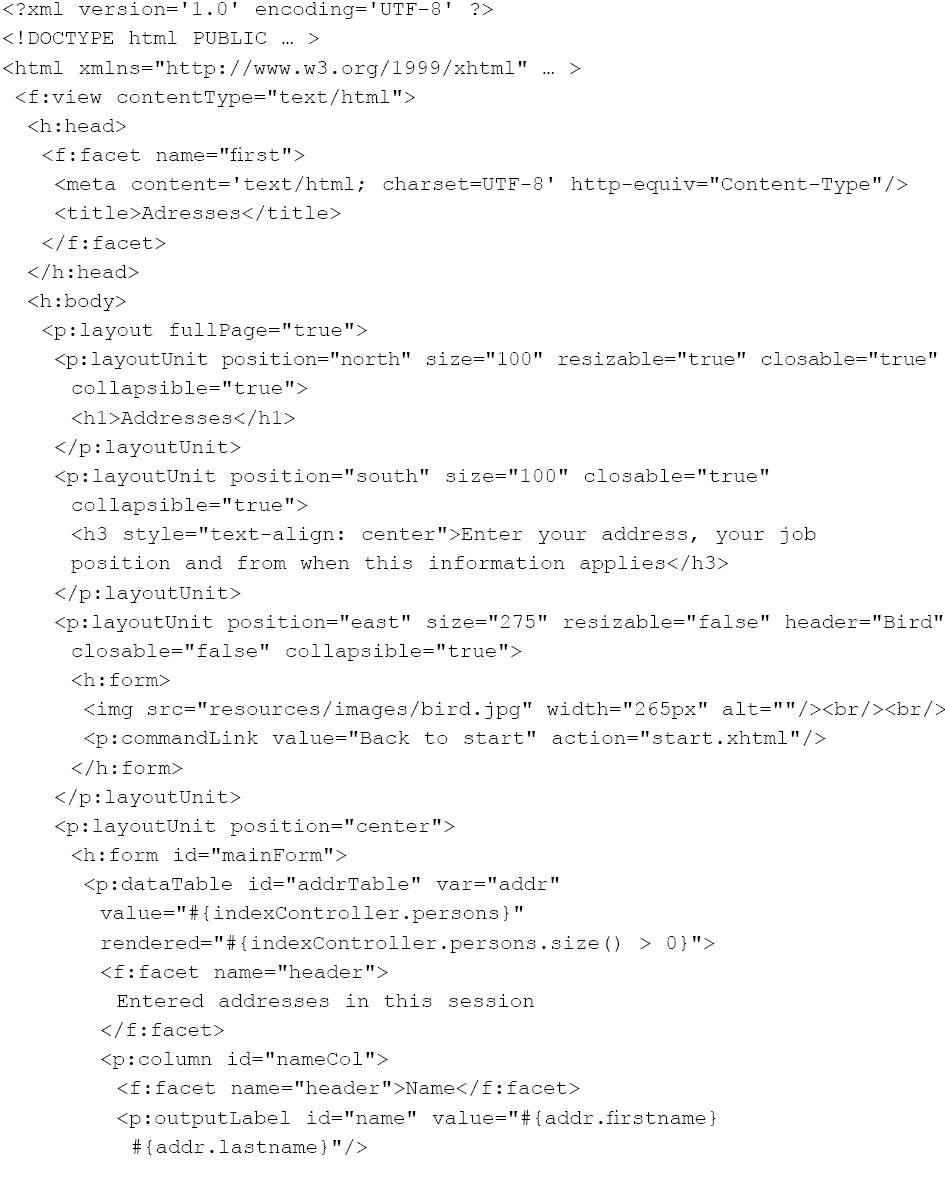 <?xml version='1.0' encoding='UTF-8' ?>
<!DOCTYPE html PUBLIC … >
<html xmlns="http://www.w3.org/1999/xhtml" … >
<f:view contentType="text/html">
<h:head>
<f:facet name="first">
<meta content='text/html; charset=UTF-8' http-equiv="Content-Type"/>
<title>Adresses</title>
</f:facet>
</h:head>
<h:body>
<p:layout fullPage="true">
<p:layoutUnit position="north" size="100" resizable="true" closable="true"
collapsible="true">
<h1>Addresses</h1>
</p:layoutUnit>
<p:layoutUnit position="south" size="100" closable="true"
collapsible="true">
<h3 style="text-align: center">Enter your address, your job
position and from when this information applies</h3>
</p:layoutUnit>
<p:layoutUnit position="east" size="275" resizable="false" header="Bird"
closable="false" collapsible="true">
<h:form>
<img src="resources/images/bird.jpg" width="265px" alt=""/><br/><br/>
<p:commandLink value="Back to start" action="start.xhtml"/>
</h:form>
</p:layoutUnit>
<p:layoutUnit position="center">
<h:form id="mainForm">
<p:dataTable id="addrTable" var="addr"
value="#{indexController.persons}"
rendered="#{indexController.persons.size() > 0}">
<f:facet name="header">
Entered addresses in this session
</f:facet>
<p:column id="nameCol">
<f:facet name="header">Name</f:facet>
<p:outputLabel id="name" value="#{addr.firstname}
#{addr.lastname}"/>